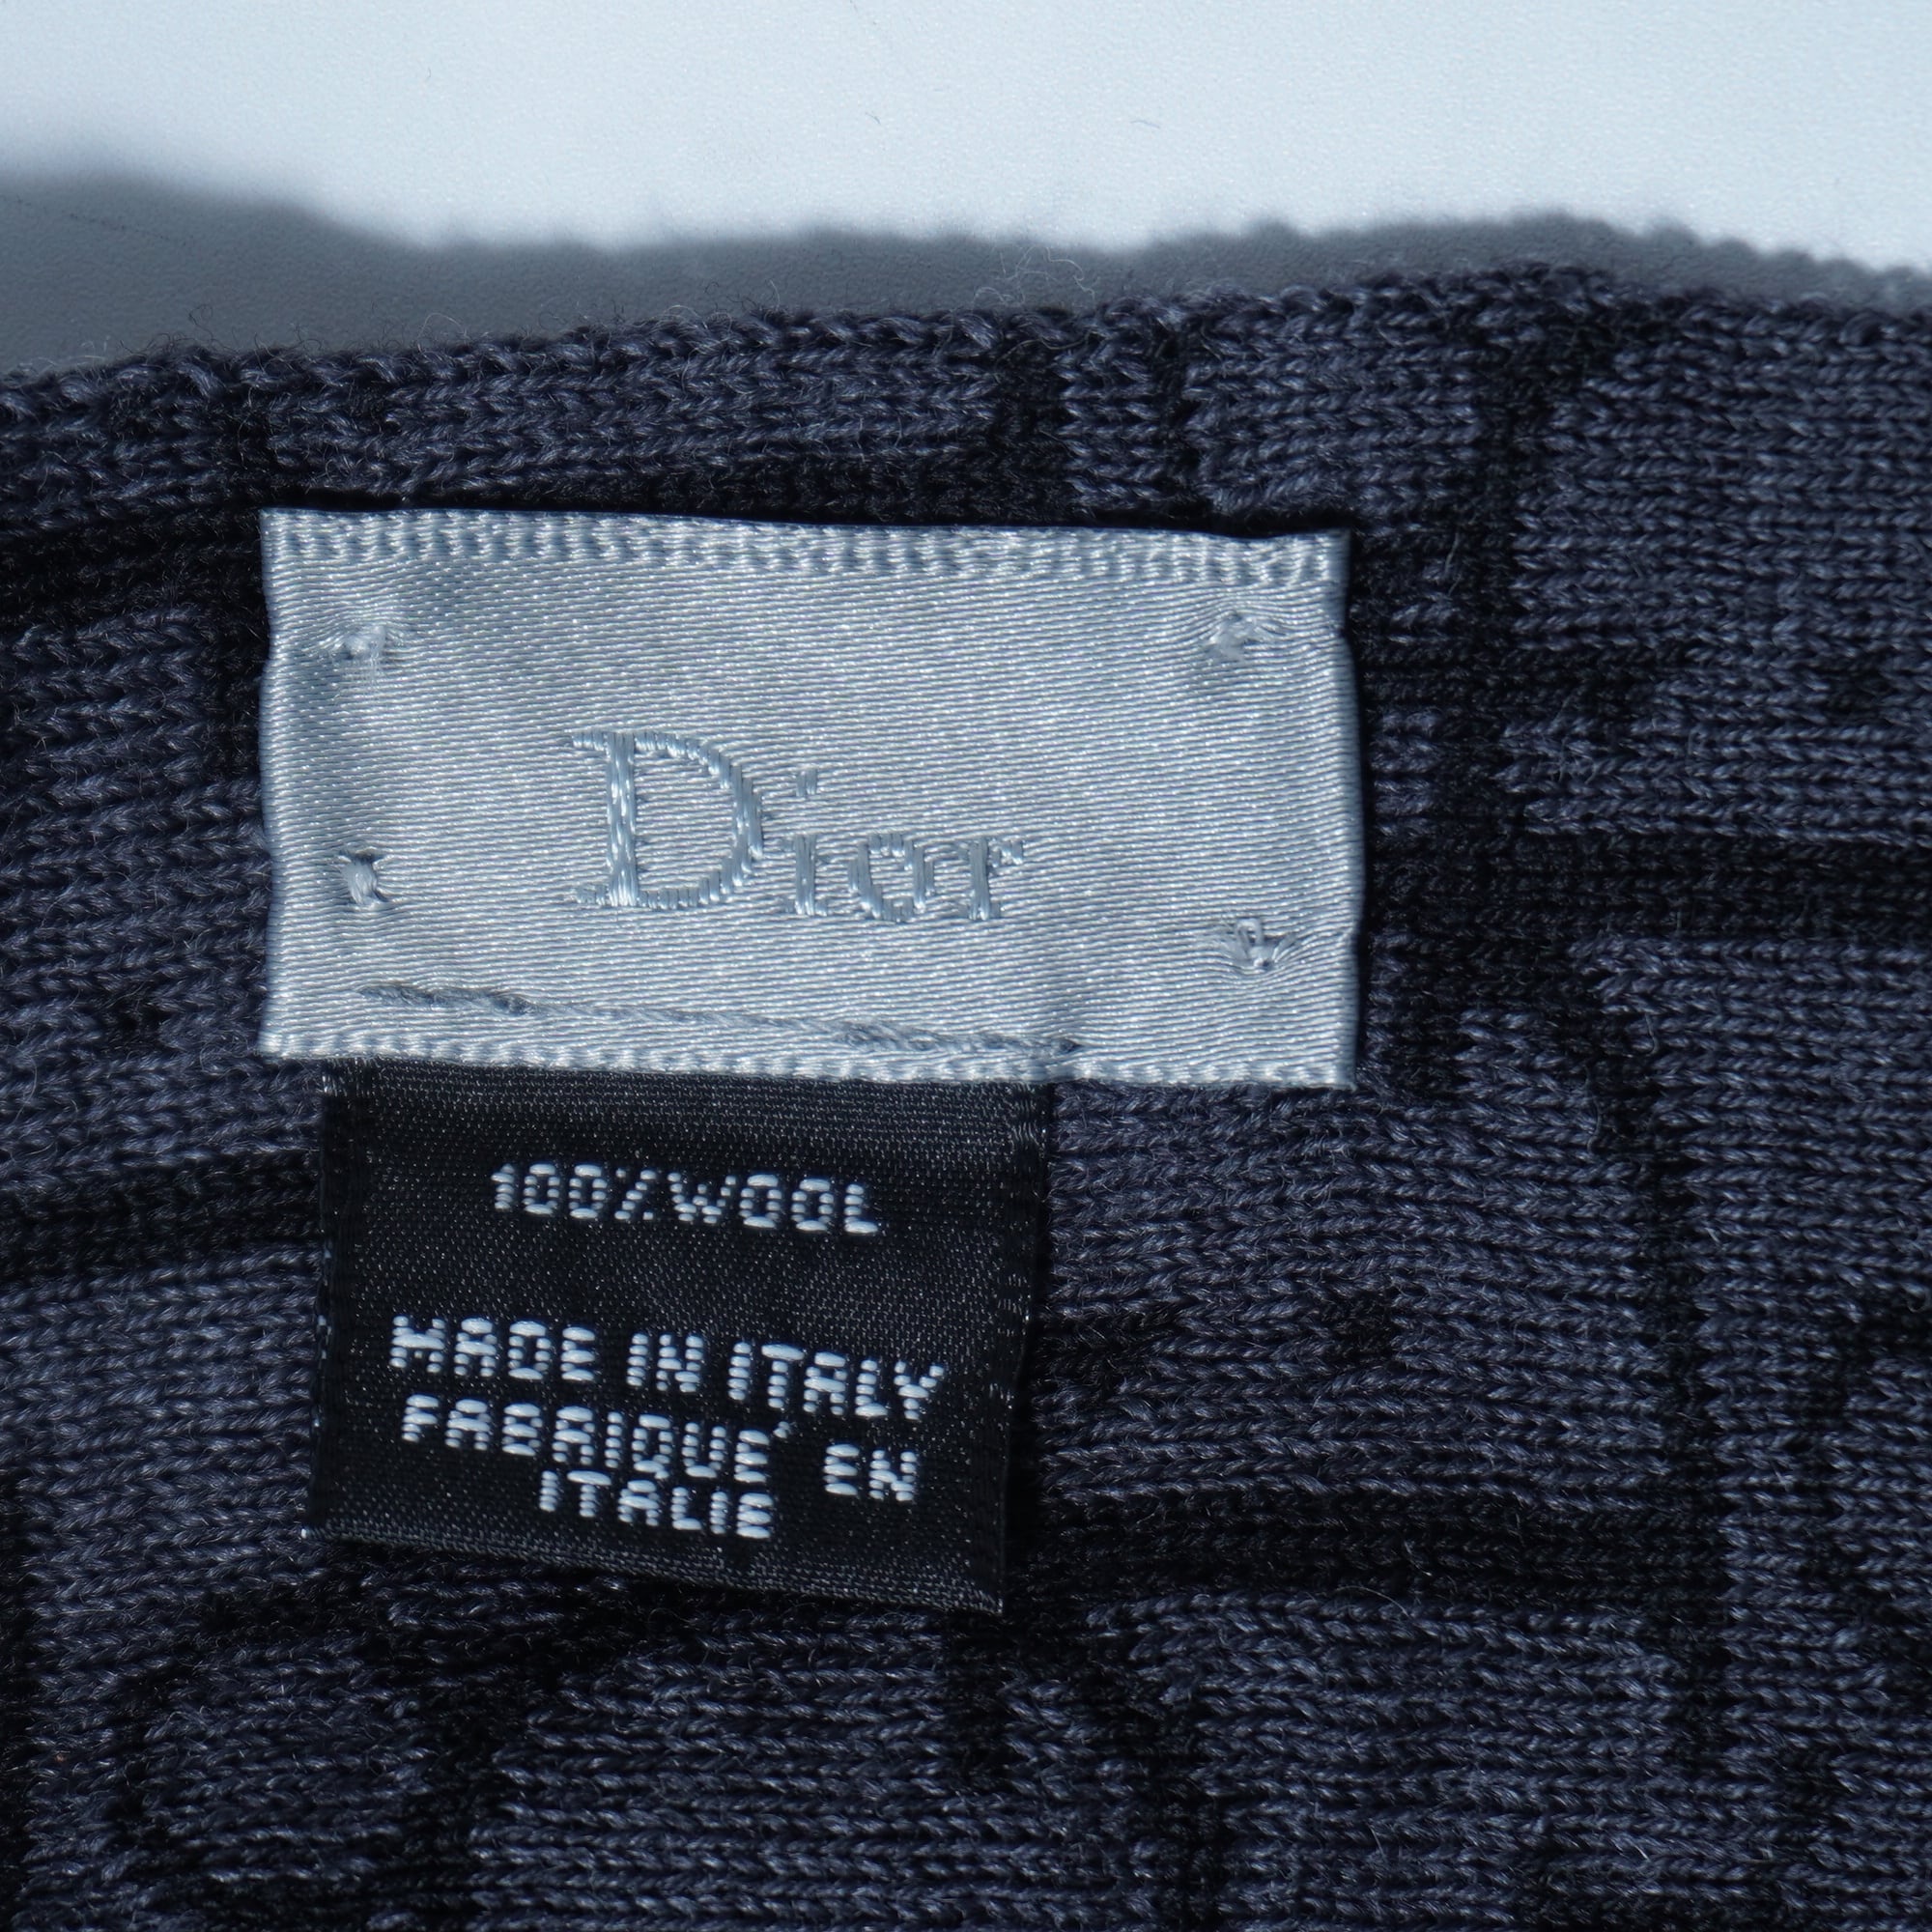 Dior
100%WOOL
MADE IN ITALY
FABRIQUE' EN
ITALIE